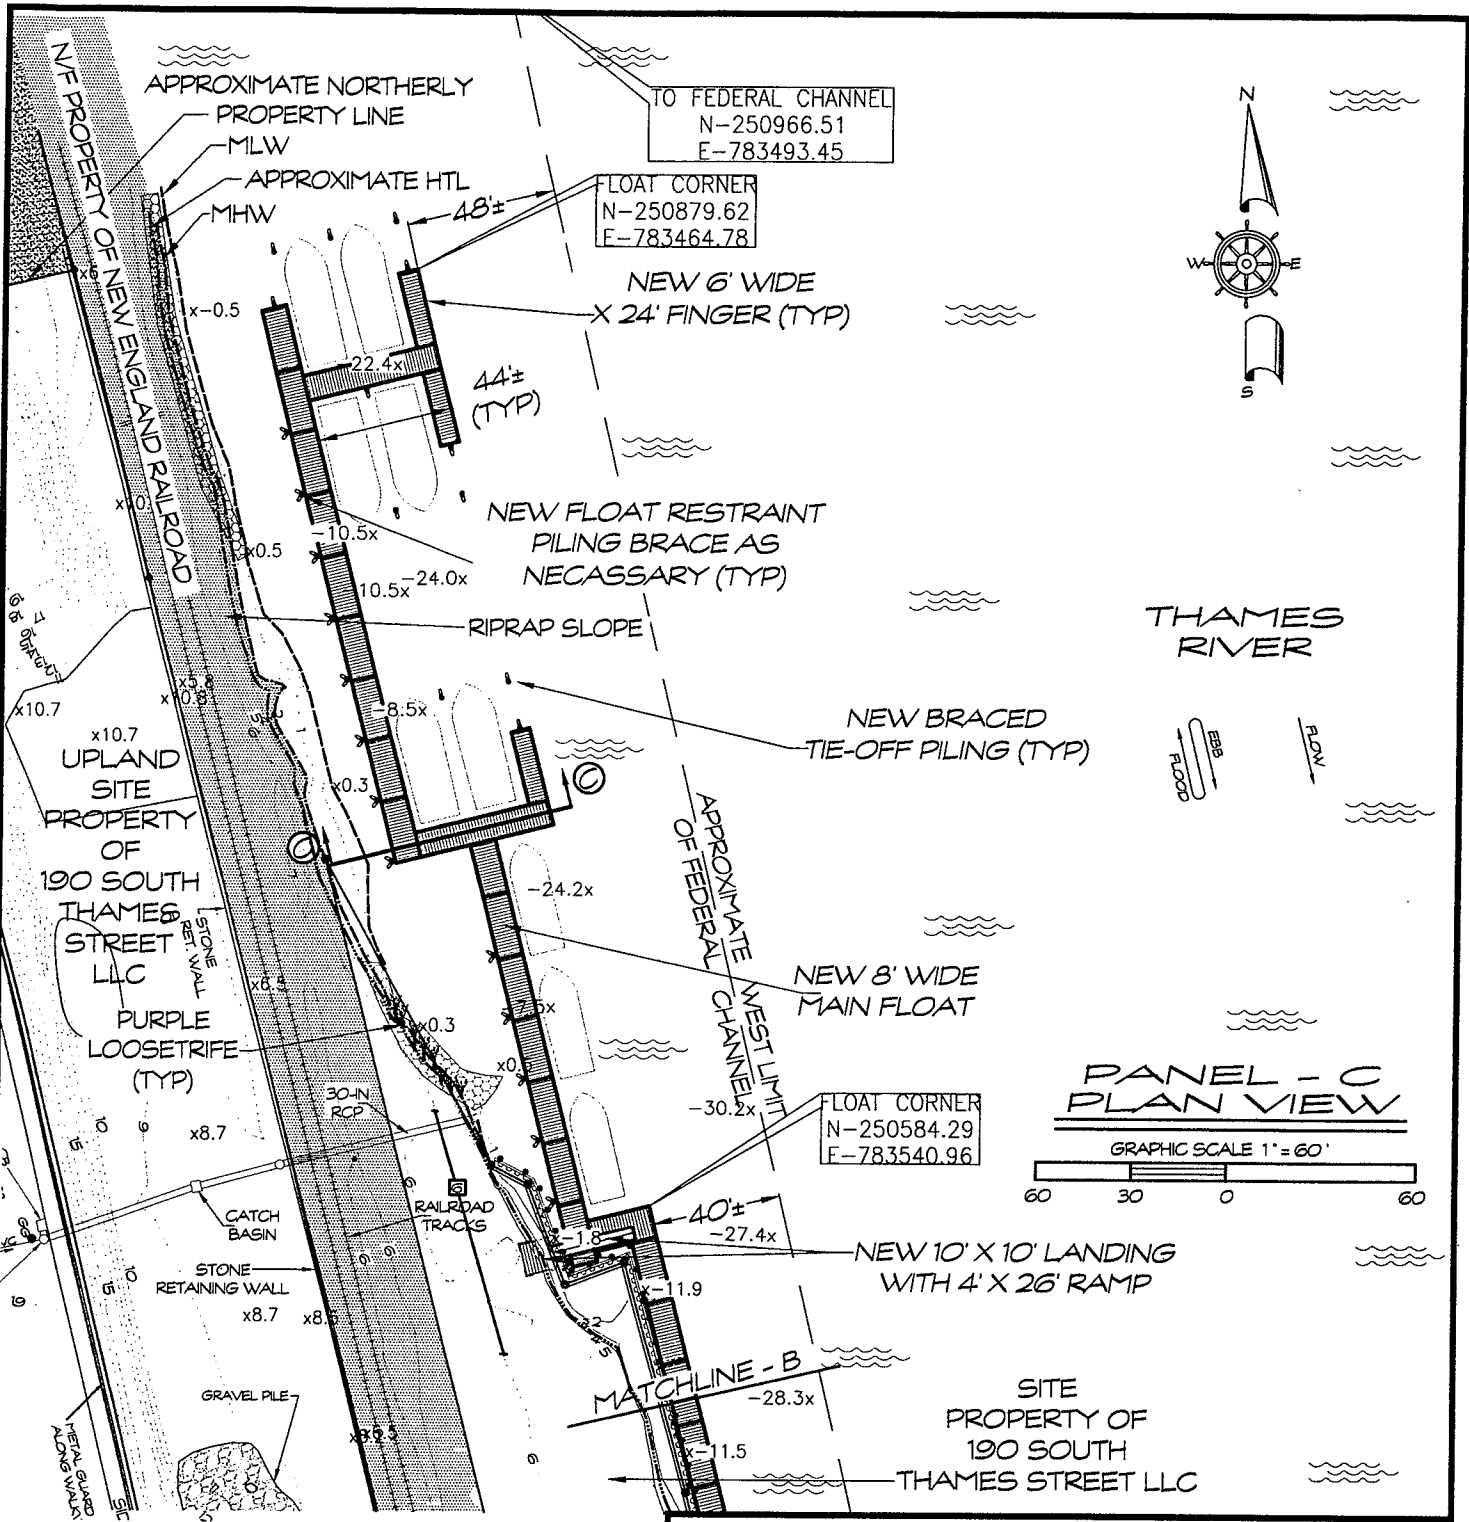 N/F PROPERTY OF NEW ENGLAND RAILROAD
APPROXIMATE NORTHERLY
PROPERTY LINE
MLW
APPROXIMATE HTL
MHW
TO FEDERAL CHANNEL
N-250966.51
E-783493.45
FLOAT CORNER
N-250879.62
E-783464.78
48'±
NEW 6' WIDE
X 24' FINGER (TYP)
N
W
E
S
x-0.5
22.4x
44'±
(TYP)
NEW FLOAT RESTRAINT
PILING BRACE AS
NECASSARY (TYP)
-10.5x
x0.5
10.5x
-24.0x
RIPRAP SLOPE
THAMES
RIVER
EBB
FLOOD
FLOW
x10.7
x10.7
-8.5x
NEW BRACED
TIE-OFF PILING (TYP)
x0.3
UPLAND
SITE
PROPERTY
OF
190 SOUTH
THAMES
STREET
LLC
STONE
RET. WALL
APPROXIMATE WEST LIMIT
OF FEDERAL CHANNEL
-24.2x
NEW 8' WIDE
MAIN FLOAT
x6.5
-7.5x
x0.3
PURPLE
LOOSETRIFE
(TYP)
PANEL - C
PLAN VIEW
GRAPHIC SCALE 1"=60'
60
30
0
60
30-IN
RCP
x8.7
-30.2x
FLOAT CORNER
N-250584.29
E-783540.96
CATCH
BASIN
RAILROAD
TRACKS
40'±
-27.4x
x-1.8
NEW 10' X 10' LANDING
WITH 4' X 26' RAMP
STONE
RETAINING WALL
x8.7
x-11.9
GRAVEL PILE
MATCHLINE - B
-28.3x
x-11.5
SITE
PROPERTY OF
190 SOUTH
THAMES STREET LLC
METAL GUARD